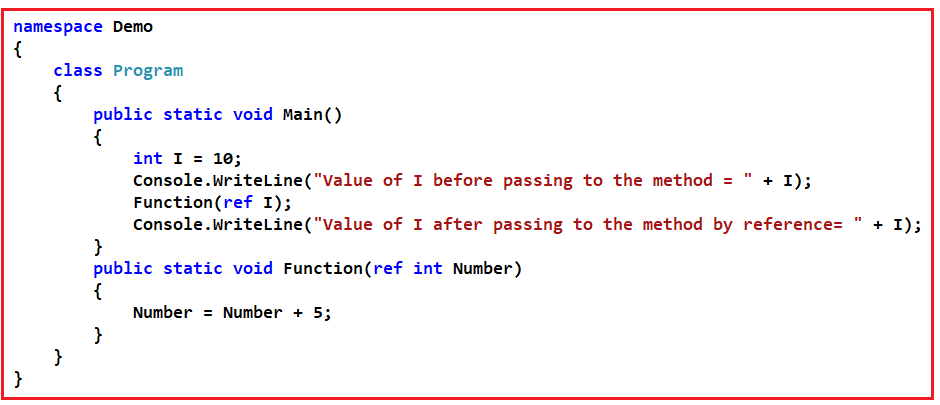 namespace Demo
{
    class Program
    {
        public static void Main()
        {
            int I = 10;
            Console.WriteLine("Value of I before passing to the method = " + I);
            Function(ref I);
            Console.WriteLine("Value of I after passing to the method by reference= " + I);
        }
        public static void Function(ref int Number)
        {
            Number = Number + 5;
        }
    }
}